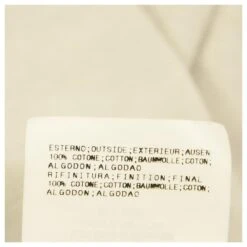 ESTERNO;OUTSIDE;EXTERIEUR;AUSEN
100% COTONE;COTTON;BAUMWOLLE;COTON;
ALGODON;ALGODAO
RIFINITURA;FINITION;FINAL
100% COTONE;COTTON;BAUMWOLLE;COTON;
ALGODON;ALGODAO